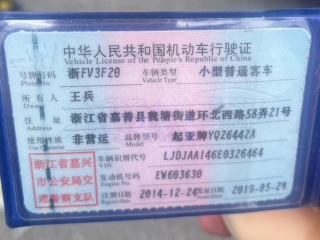 中华人民共和国机动车行驶证
Vehicle License of the People's Republic of China
号牌号码 浙FV3F20 车辆类型 小型普通客车
Plate No. Vehicle Type
所有人 王兵
Owner
住址 浙江省嘉善县魏塘街道环北西路58弄21号
Address
使用性质 非营运 品牌型号 起亚牌YQZ6442A
Use Character Model
浙江省嘉兴 车辆识别代号 LJDJAA146E0326464
VIN
市公安局交 发动机号码 EW603630
Engine No.
通警察支队 注册日期 2014-12-24 发证日期 2019-05-28
Register Date Issue Date